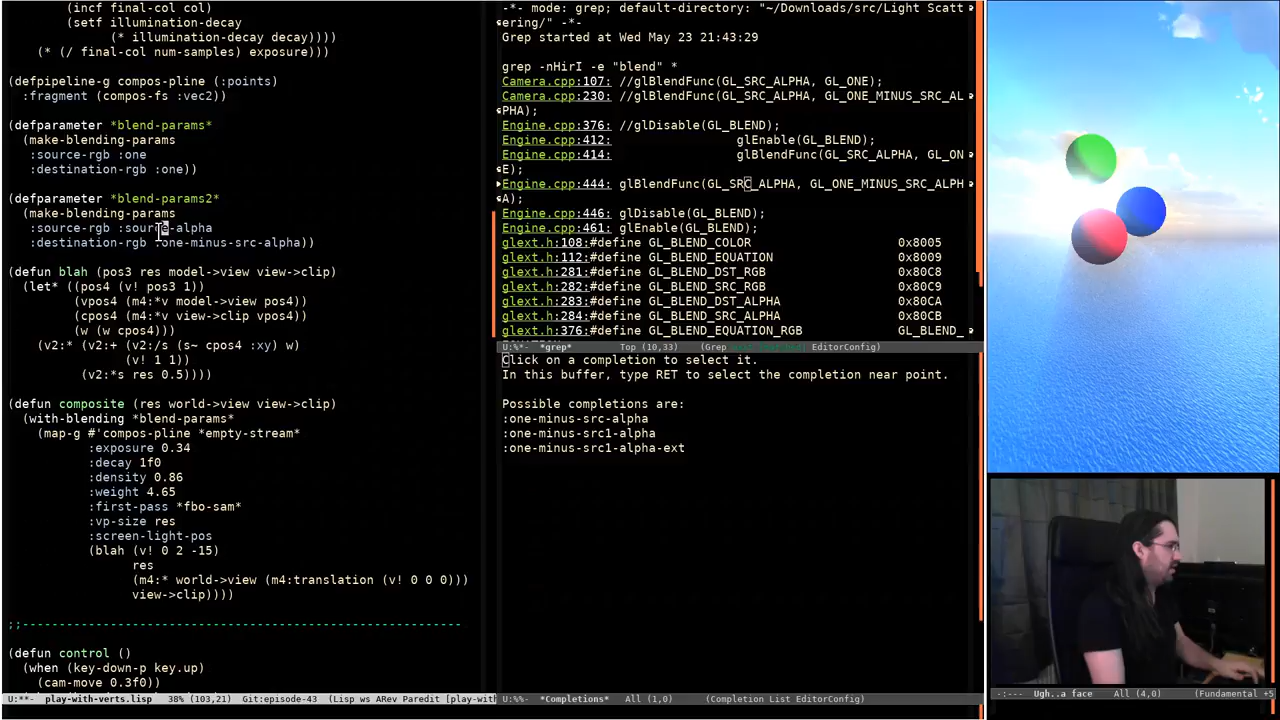 (incf final-col col)
(setf illumination-decay
(* illumination-decay decay))))
(* (/ final-col num-samples) exposure)))
(defpipeline-g compos-pline (:points)
:fragment (compos-fs :vec2))
(defparameter *blend-params*
(make-blending-params
:source-rgb :one
:destination-rgb :one))
(defparameter *blend-params2*
(make-blending-params
:source-rgb :source-alpha
:destination-rgb :one-minus-src-alpha))
(defun blah (pos3 res model->view view->clip)
(let* ((pos4 (v! pos3 1))
(vpos4 (m4:*v model->view pos4))
(cpos4 (m4:*v view->clip vpos4))
(w (w cpos4)))
(v2:* (v2:+ (v2:/s (s~ cpos4 :xy) w)
(v! 1 1))
(v2:*s res 0.5))))
(defun composite (res world->view view->clip)
(with-blending *blend-params*
(map-g #'compos-pline *empty-stream*
:exposure 0.34
:decay 1f0
:density 0.86
:weight 4.65
:first-pass *fbo-sam*
:vp-size res
:screen-light-pos
(blah (v! 0 2 -15)
res
(m4:* world->view (m4:translation (v! 0 0 0)))
view->clip))))
;;------------------------------------------------------------
(defun control ()
(when (key-down-p key.up)
(cam-move 0.3f0))
U:**- play-with-verts.lisp 38% (103,21) Git:episode-43 (Lisp ws ARev Paredit [play-with
-*- mode: grep; default-directory: "~/Downloads/src/Light Scatt
ering/" -*-
Grep started at Wed May 23 21:43:29
grep -nHirI -e "blend" *
Camera.cpp:107: //glBlendFunc(GL_SRC_ALPHA, GL_ONE);
Camera.cpp:230: //glBlendFunc(GL_SRC_ALPHA, GL_ONE_MINUS_SRC_AL
PHA);
Engine.cpp:376: //glDisable(GL_BLEND);
Engine.cpp:412: glEnable(GL_BLEND);
Engine.cpp:414: glBlendFunc(GL_SRC_ALPHA, GL_ON
E);
Engine.cpp:444: glBlendFunc(GL_SRC_ALPHA, GL_ONE_MINUS_SRC_ALPH
A);
Engine.cpp:446: glDisable(GL_BLEND);
Engine.cpp:461: glEnable(GL_BLEND);
glext.h:108:#define GL_BLEND_COLOR 0x8005
glext.h:112:#define GL_BLEND_EQUATION 0x8009
glext.h:281:#define GL_BLEND_DST_RGB 0x80C8
glext.h:282:#define GL_BLEND_SRC_RGB 0x80C9
glext.h:283:#define GL_BLEND_DST_ALPHA 0x80CA
glext.h:284:#define GL_BLEND_SRC_ALPHA 0x80CB
glext.h:376:#define GL_BLEND_EQUATION_RGB GL_BLEND_
U:%*- *grep* Top (10,33) (Grep EditorConfig)
Click on a completion to select it.
In this buffer, type RET to select the completion near point.
Possible completions are:
:one-minus-src-alpha
:one-minus-src1-alpha
:one-minus-src1-alpha-ext
U:%%- *Completions* All (1,0) (Completion List EditorConfig)
-:--- Ugh..a face All (4,0) (Fundamental +5